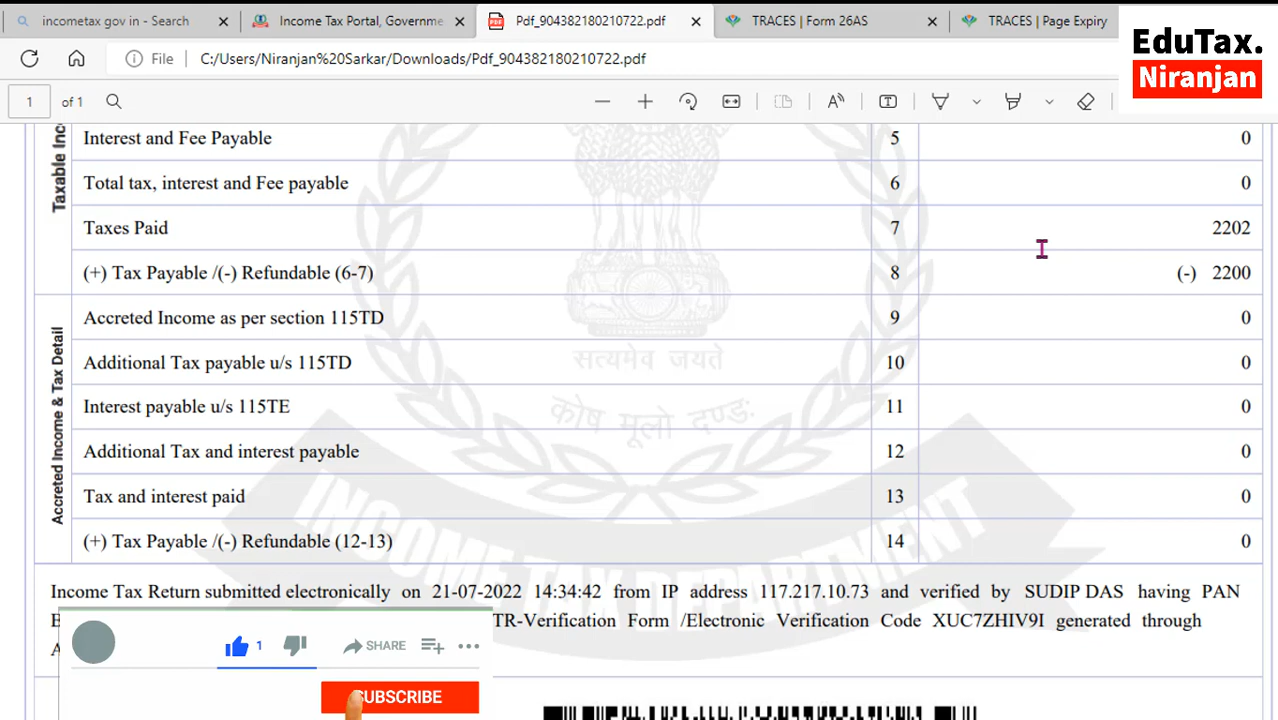 incometax gov in - Search
Income Tax Portal, Governme
Pdf_904382180210722.pdf
TRACES | Form 26AS
TRACES | Page Expiry
EduTax.
Niranjan
File
C:/Users/Niranjan%20Sarkar/Downloads/Pdf_904382180210722.pdf
1 of 1
Taxable Inc
Interest and Fee Payable 5 0
Total tax, interest and Fee payable 6 0
Taxes Paid 7 2202
(+) Tax Payable /(-) Refundable (6-7) 8 (-) 2200
Accreted Income & Tax Detail
Accreted Income as per section 115TD 9 0
Additional Tax payable u/s 115TD 10 0
Interest payable u/s 115TE 11 0
Additional Tax and interest payable 12 0
Tax and interest paid 13 0
(+) Tax Payable /(-) Refundable (12-13) 14 0
सत्यमेव जयते
कोष मूलो दण्डः
INCOME TAX DEPARTMENT
Income Tax Return submitted electronically on 21-07-2022 14:34:42 from IP address 117.217.10.73 and verified by SUDIP DAS having PAN
TR-Verification Form /Electronic Verification Code XUC7ZHIV9I generated through
1
SHARE
SUBSCRIBE